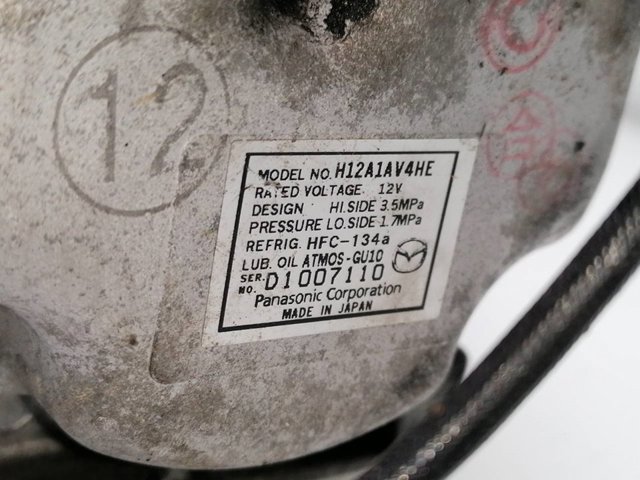 12
MODEL NO. H12A1AV4HE
RATED VOLTAGE 12V
DESIGN HI.SIDE 3.5MPa
PRESSURE LO.SIDE 1.7MPa
REFRIG. HFC-134a
LUB. OIL ATMOS-GU10
SER. NO. D1007110
Panasonic Corporation
MADE IN JAPAN